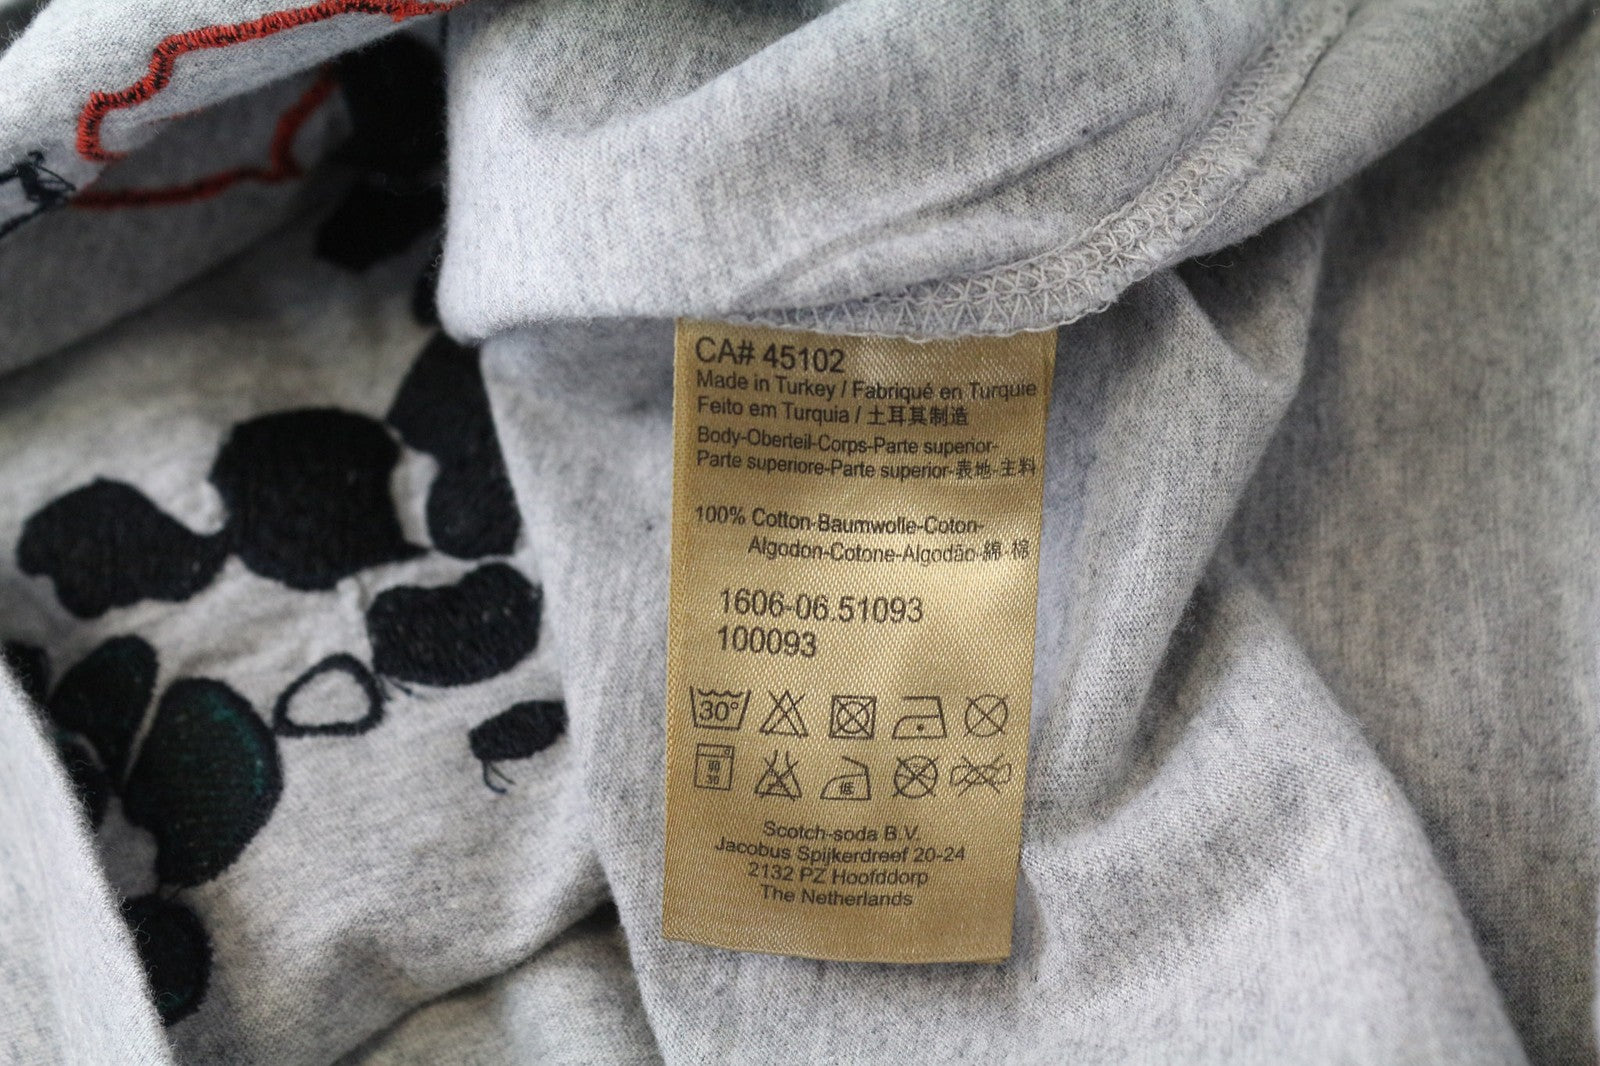 CA# 45102
Made in Turkey / Fabriqué en Turquie
Feito em Turquia / 土耳其制造
Body-Oberteil-Corps-Parte superior-
Parte superiore-Parte superior-表地-主料
100% Cotton-Baumwolle-Coton-
Algodon-Cotone-Algodão-綿-棉
1606-06.51093
100093
30°
30
低
Scotch-soda B.V.
Jacobus Spijkerdreef 20-24
2132 PZ Hoofddorp
The Netherlands